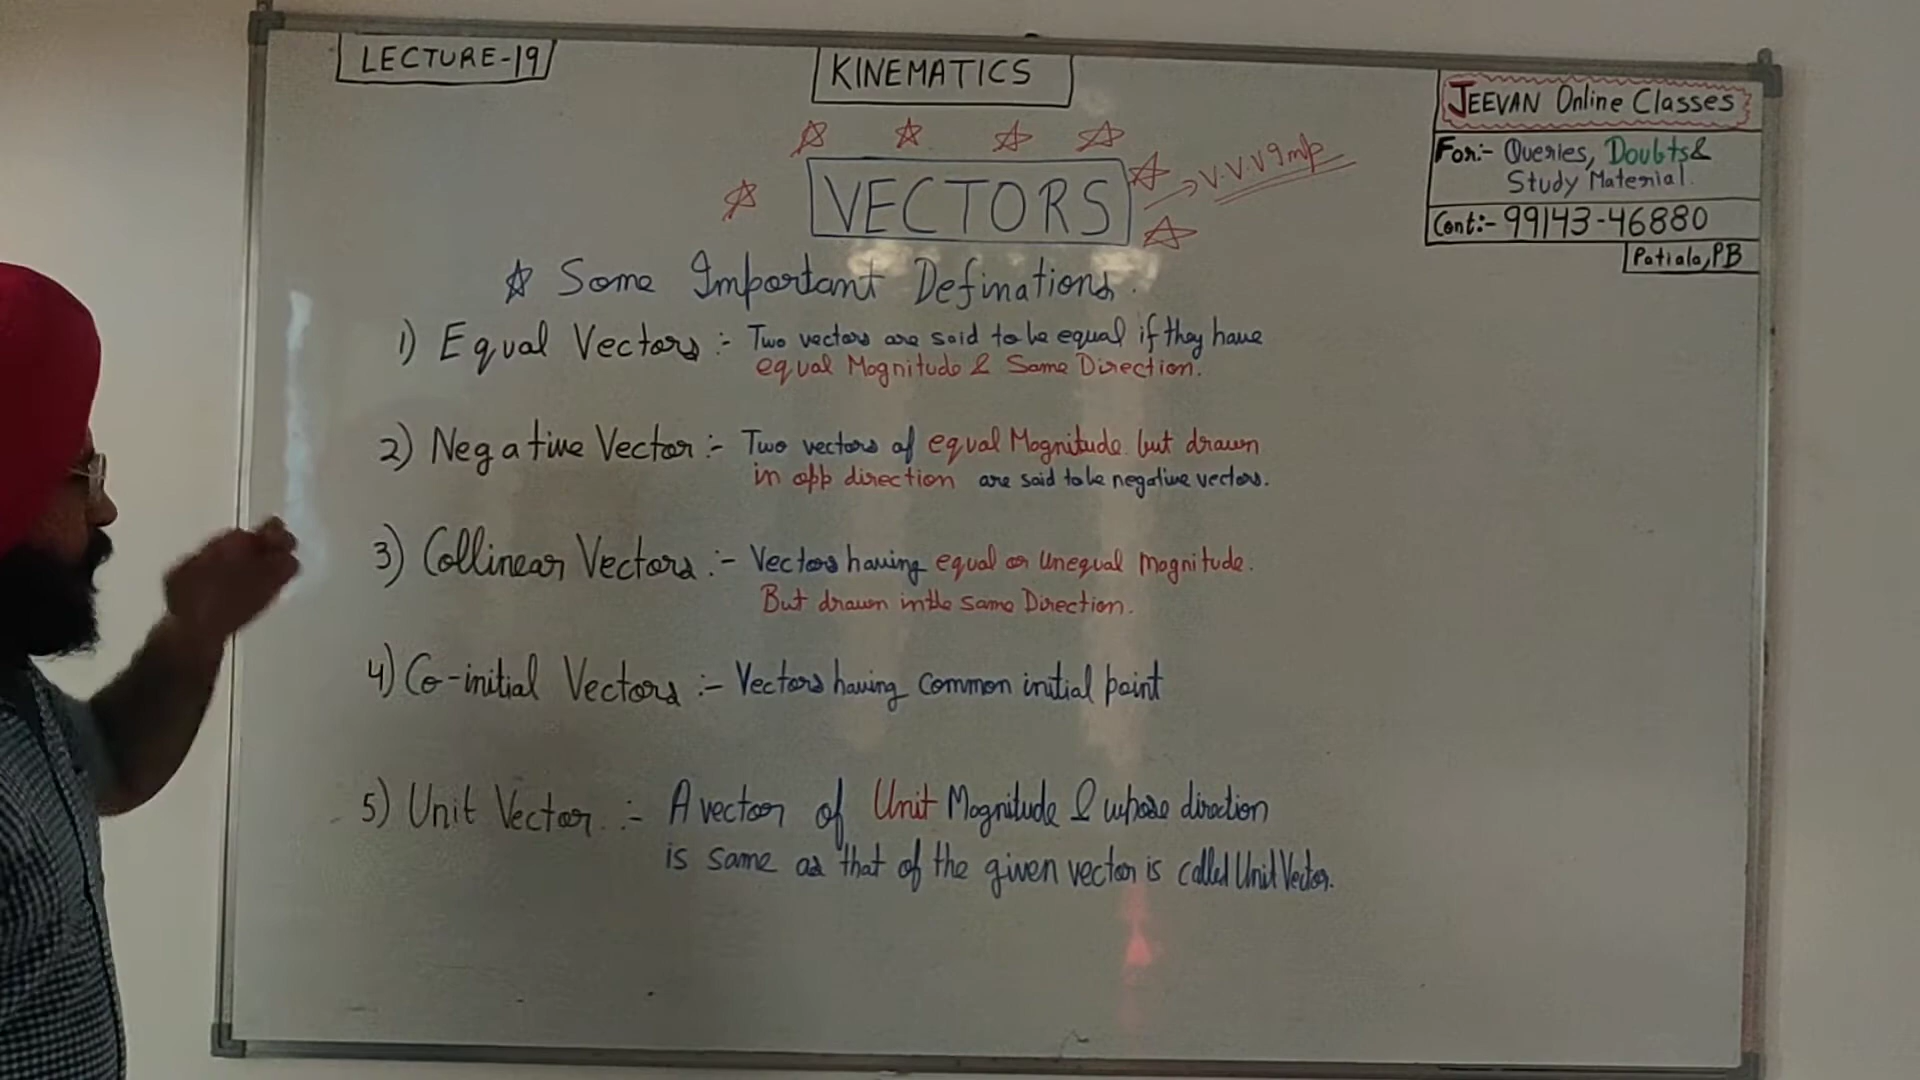 LECTURE-19
KINEMATICS
JEEVAN Online Classes
For:- Queries, Doubts &
Study Material.
Cont:- 99143-46880
Patiala, PB
VECTORS
V.V.V Imp
Some Important Definations.
1) Equal Vectors :- Two vectors are said to be equal if they have
equal Magnitude & Same Direction.
2) Negative Vector :- Two vectors of equal Magnitude but drawn
in opp direction are said to be negative vectors.
3) Collinear Vectors :- Vectors having equal or Unequal Magnitude.
But drawn in the same Direction.
4) Co-initial Vectors :- Vectors having common initial point
5) Unit Vector :- A vector of Unit Magnitude & whose direction
is same as that of the given vector is called Unit Vector.